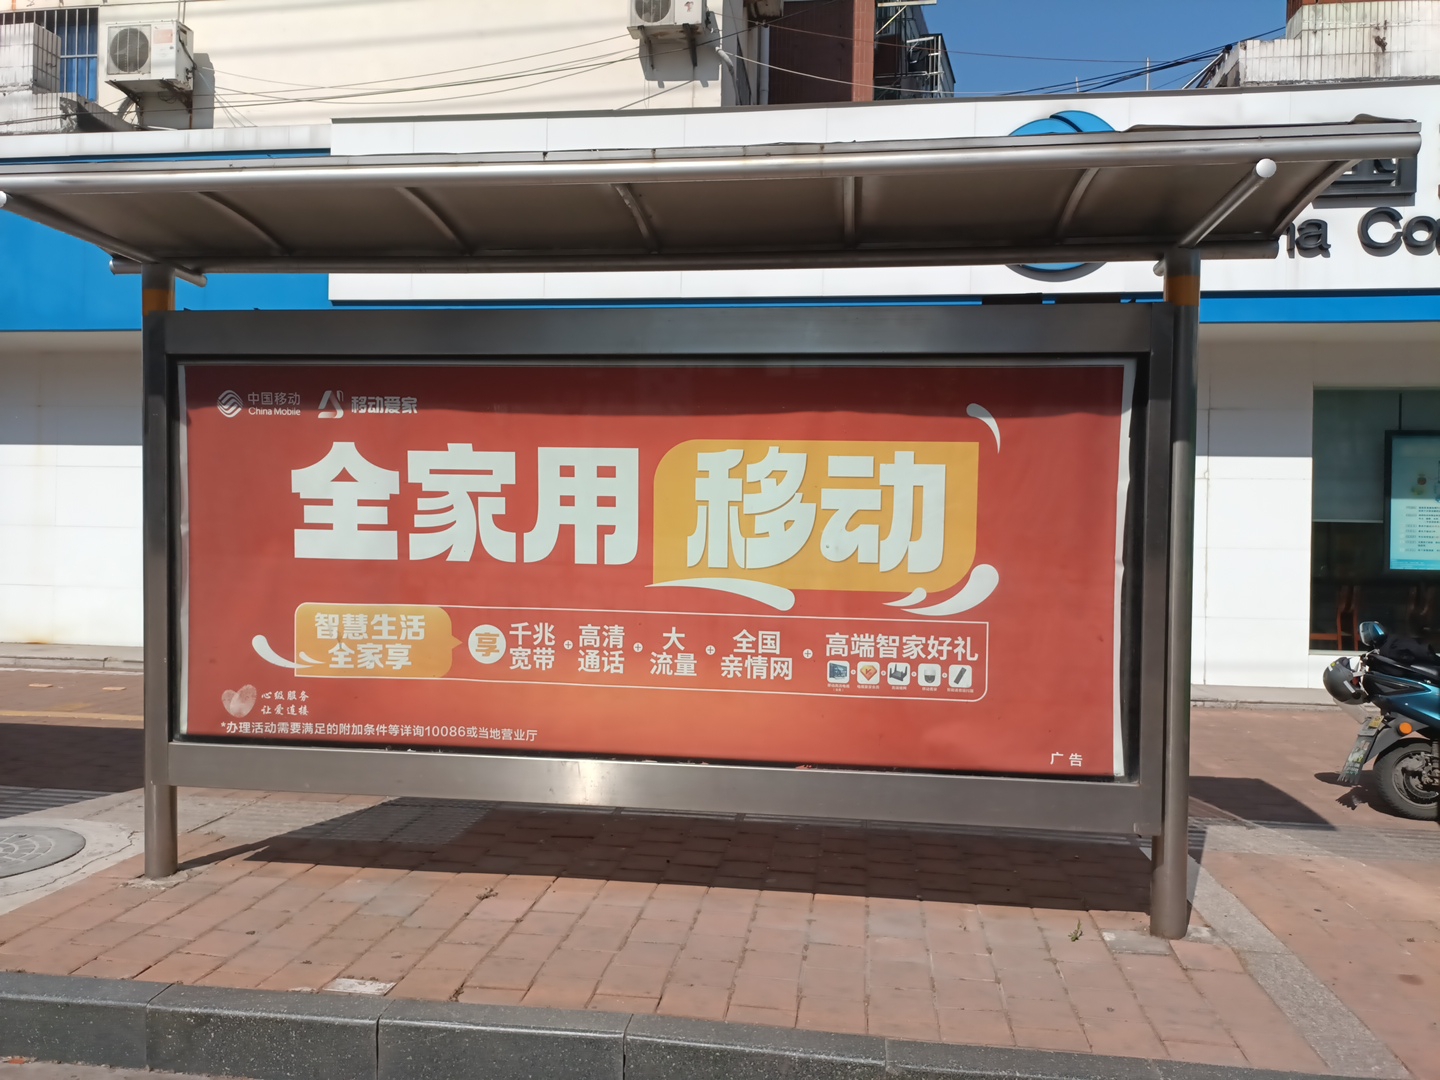 中国移动
China Mobile
移动爱家
全家用 移动
智慧生活
全家享
享
千兆
宽带
+
高清
通话
+
大
流量
+
全国
亲情网
+
高端智家好礼
心级服务
让爱连接
*办理活动需要满足的附加条件等详询10086或当地营业厅
广告